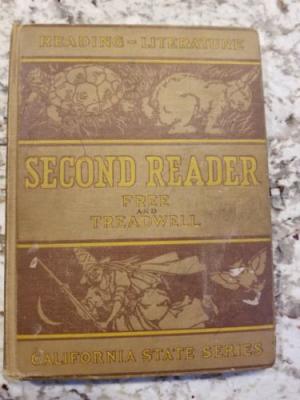 READING-LITERATURE
SECOND READER
FREE
AND
TREADWELL
CALIFORNIA STATE SERIES